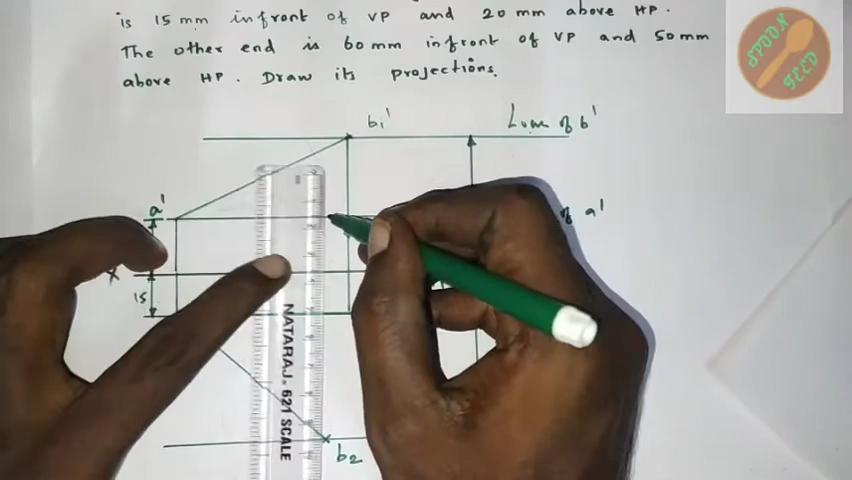 is 15 mm infront of VP and 20 mm above HP.
The other end is 60 mm infront of VP and 50 mm
above HP. Draw its projections.
SPOON
FEED
b1'
Locus of b'
a'
of a'
X
15
NATARAJ. 621 SCALE
b2